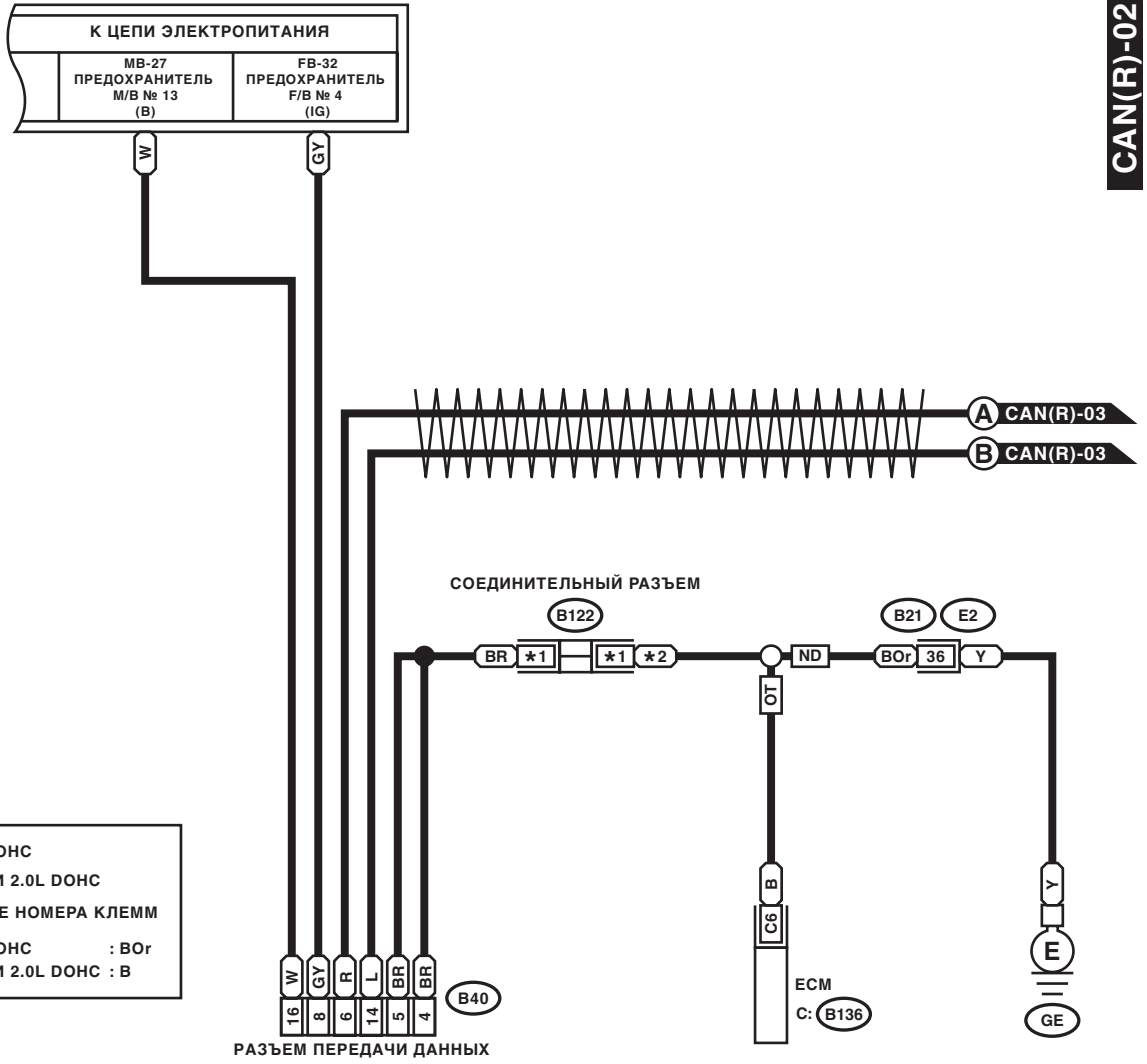 CAN(R)-02
К ЦЕПИ ЭЛЕКТРОПИТАНИЯ
MB-27
ПРЕДОХРАНИТЕЛЬ
M/B № 13
(B)
FB-32
ПРЕДОХРАНИТЕЛЬ
F/B № 4
(IG)
W
GY
A CAN(R)-03
B CAN(R)-03
СОЕДИНИТЕЛЬНЫЙ РАЗЪЕМ
B122
B21 E2
BR *1 *1 *2 ND BOr 36 Y
OT
B
C6
ECM
C: B136
Y
E
GE
OHC
2.0L DOHC
Е НОМЕРА КЛЕММ
OHC : BOr
2.0L DOHC : B
W GY R L BR BR
16 8 6 14 5 4
B40
РАЗЪЕМ ПЕРЕДАЧИ ДАННЫХ